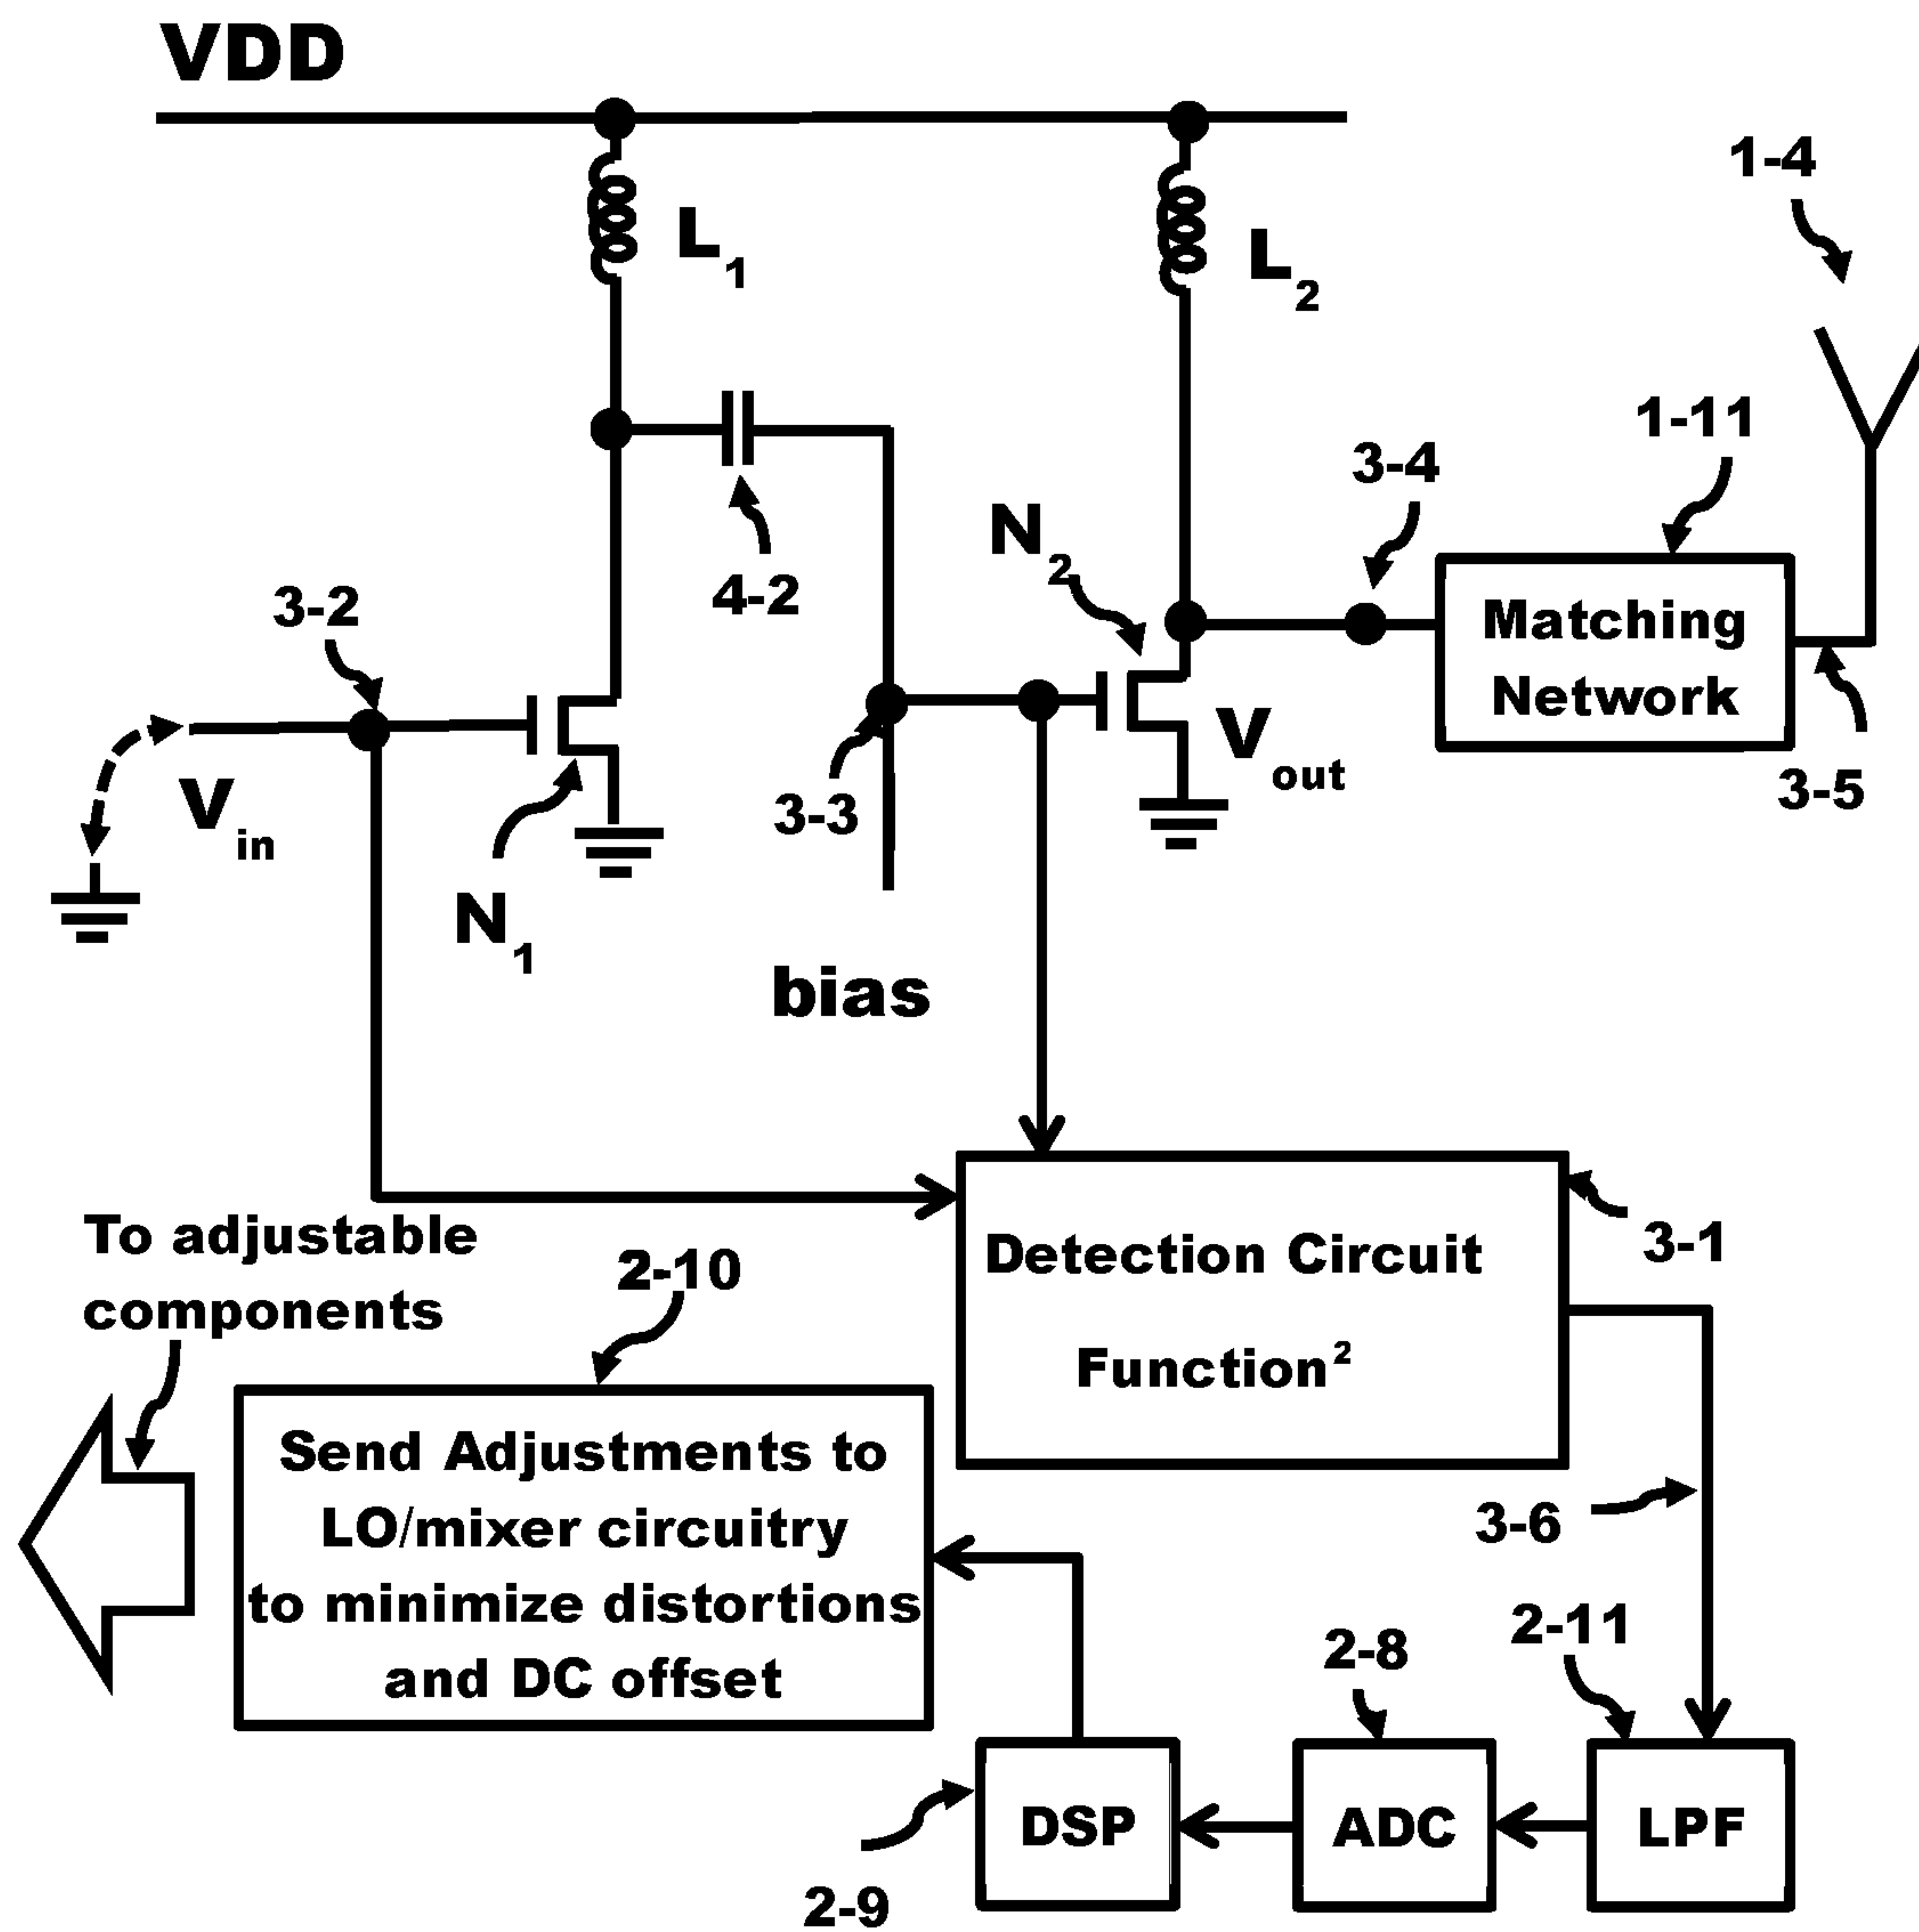 VDD
1-4
L1
L2
1-11
3-4
N2
4-2
3-2
Matching
Network
Vout
Vin
3-3
3-5
N1
bias
To adjustable
components
2-10
Detection Circuit
Function²
3-1
Send Adjustments to
LO/mixer circuitry
to minimize distortions
and DC offset
3-6
2-11
2-8
DSP
ADC
LPF
2-9